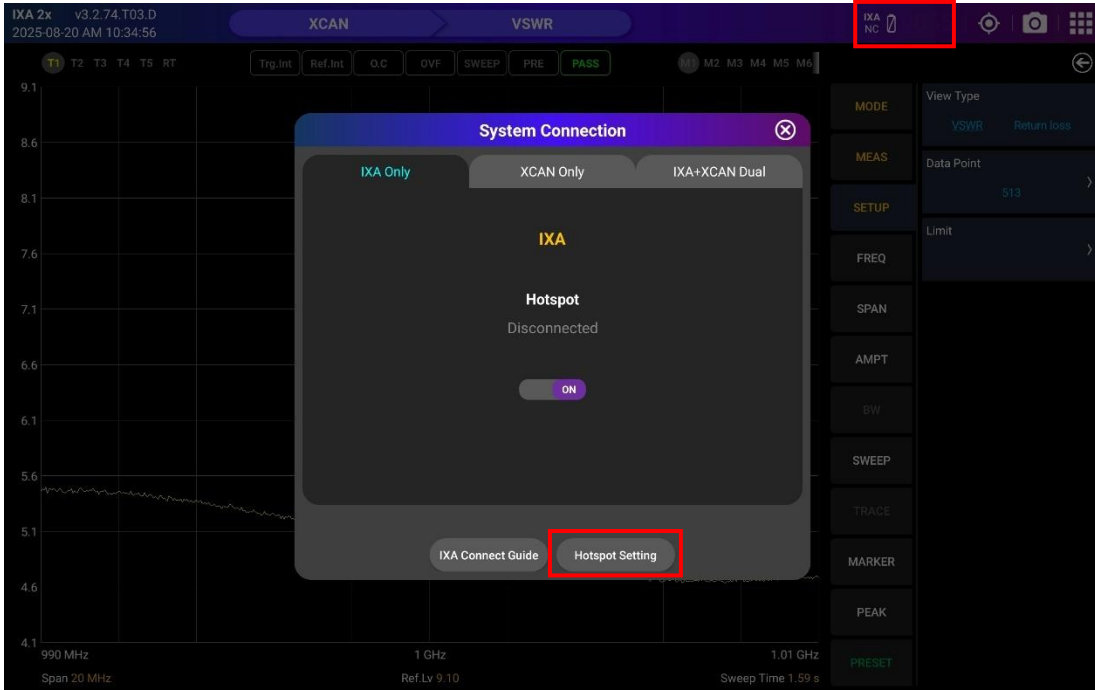 IXA 2x v3.2.74.T03.D
2025-08-20 AM 10:34:56
XCAN
VSWR
IXA
NC
T1 T2 T3 T4 T5 RT
Trg.Int Ref.Int O.C OVF SWEEP PRE PASS
M1 M2 M3 M4 M5 M6
9.1
8.6
8.1
7.6
7.1
6.6
6.1
5.6
5.1
4.6
4.1
990 MHz 1 GHz 1.01 GHz
Span 20 MHz Ref.Lv 9.10 Sweep Time 1.59 s
System Connection
IXA Only XCAN Only IXA+XCAN Dual
IXA
Hotspot
Disconnected
ON
IXA Connect Guide Hotspot Setting
MODE
MEAS
SETUP
FREQ
SPAN
AMPT
BW
SWEEP
TRACE
MARKER
PEAK
PRESET
View Type
VSWR Return loss
Data Point
513
Limit